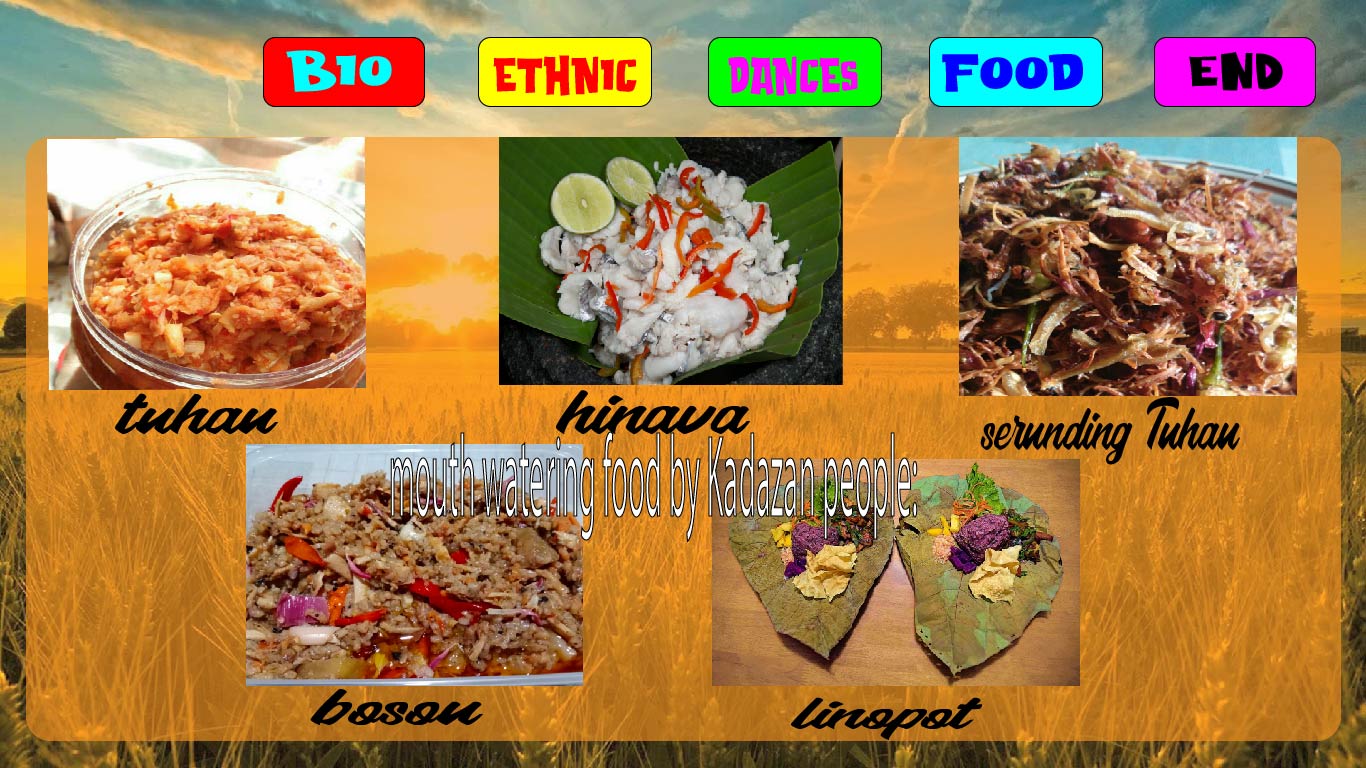 BIO
ETHNIC
DANCES
FOOD
END
tuhau
hinava
serunding Tuhau
mouth watering food by Kadazan people:
bosou
linopot